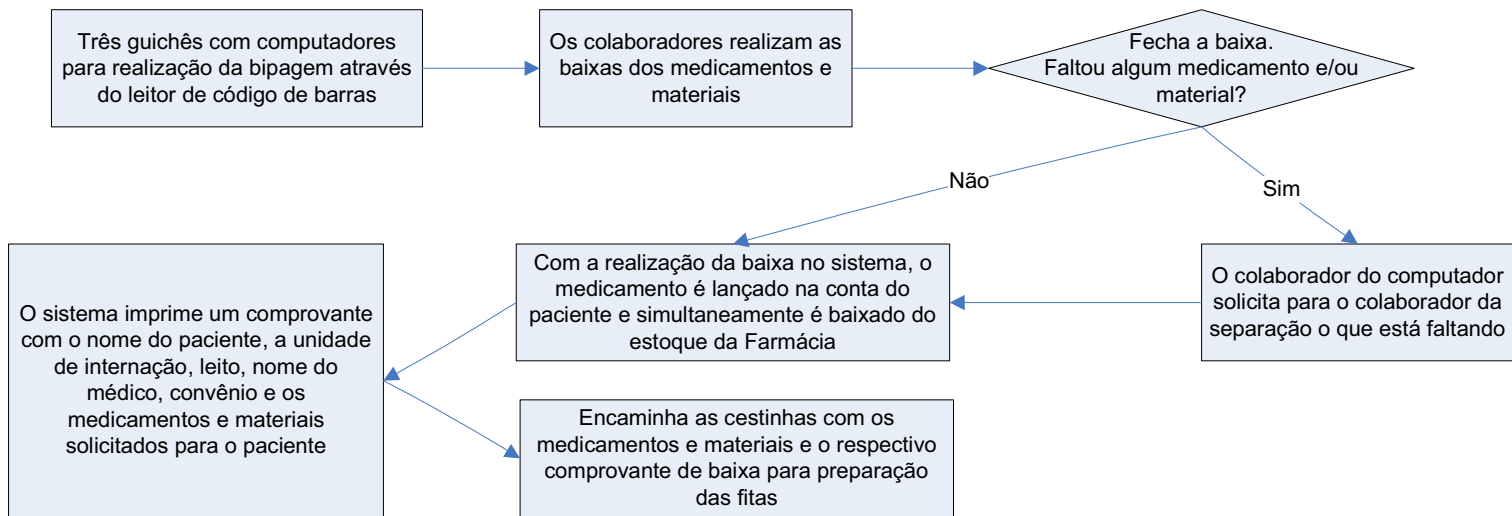 Três guichês com computadores
para realização da bipagem através
do leitor de código de barras
Os colaboradores realizam as
baixas dos medicamentos e
materiais
Fecha a baixa.
Faltou algum medicamento e/ou
material?
Não
Sim
O sistema imprime um comprovante
com o nome do paciente, a unidade
de internação, leito, nome do
médico, convênio e os
medicamentos e materiais
solicitados para o paciente
Com a realização da baixa no sistema, o
medicamento é lançado na conta do
paciente e simultaneamente é baixado do
estoque da Farmácia
O colaborador do computador
solicita para o colaborador da
separação o que está faltando
Encaminha as cestinhas com os
medicamentos e materiais e o respectivo
comprovante de baixa para preparação
das fitas